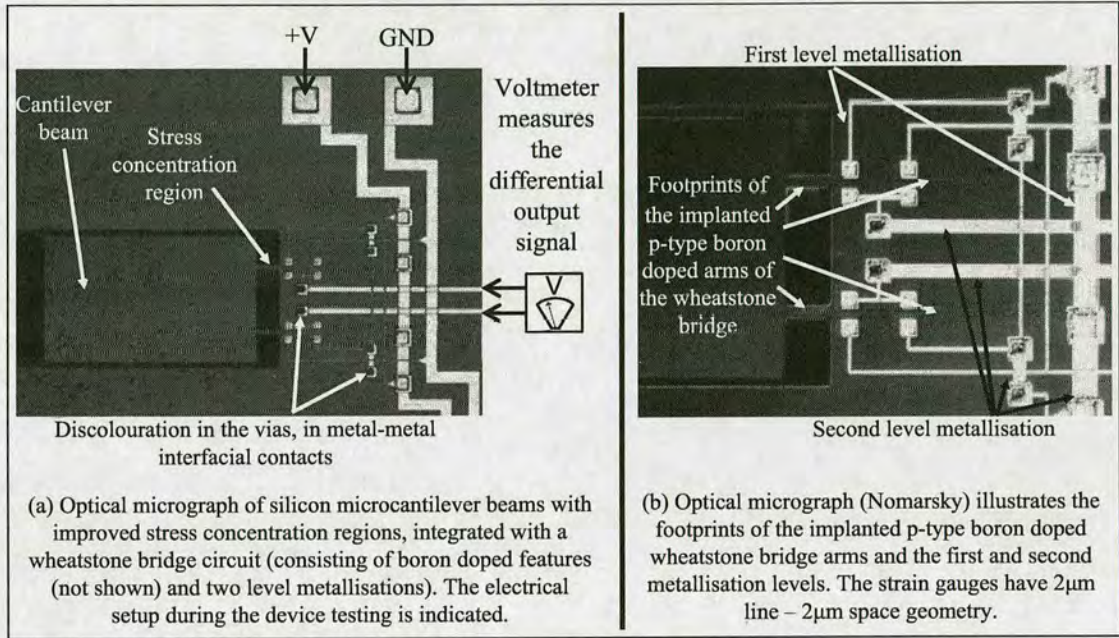 +V
GND
Cantilever
beam
Stress
concentration
region
Voltmeter
measures
the
differential
output
signal
V
Discolouration in the vias, in metal-metal
interfacial contacts
(a) Optical micrograph of silicon microcantilever beams with
improved stress concentration regions, integrated with a
wheatstone bridge circuit (consisting of boron doped features
(not shown) and two level metallisations). The electrical
setup during the device testing is indicated.
First level metallisation
Footprints of
the implanted
p-type boron
doped arms of
the wheatstone
bridge
Second level metallisation
(b) Optical micrograph (Nomarsky) illustrates the
footprints of the implanted p-type boron doped
wheatstone bridge arms and the first and second
metallisation levels. The strain gauges have 2μm
line – 2μm space geometry.